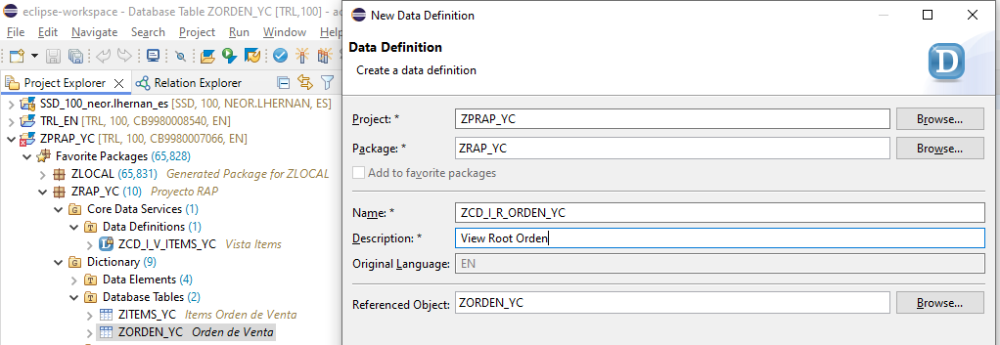 eclipse-workspace - Database Table ZORDEN_YC [TRL,100] - ac
File Edit Navigate Search Project Run Window Help
Project Explorer
Relation Explorer
SSD_100_neor.lhernan_es [SSD, 100, NEOR.LHERNAN, ES]
TRL_EN [TRL, 100, CB9980008540, EN]
ZPRAP_YC [TRL, 100, CB9980007066, EN]
Favorite Packages (65,828)
ZLOCAL (65,831) Generated Package for ZLOCAL
ZRAP_YC (10) Proyecto RAP
Core Data Services (1)
Data Definitions (1)
ZCD_I_V_ITEMS_YC Vista Items
Dictionary (9)
Data Elements (4)
Database Tables (2)
ZITEMS_YC Items Orden de Venta
ZORDEN_YC Orden de Venta
New Data Definition
Data Definition
Create a data definition
D
Project: * ZPRAP_YC Browse...
Package: * ZRAP_YC Browse...
Add to favorite packages
Name: * ZCD_I_R_ORDEN_YC
Description: * View Root Orden
Original Language: EN
Referenced Object: ZORDEN_YC Browse...